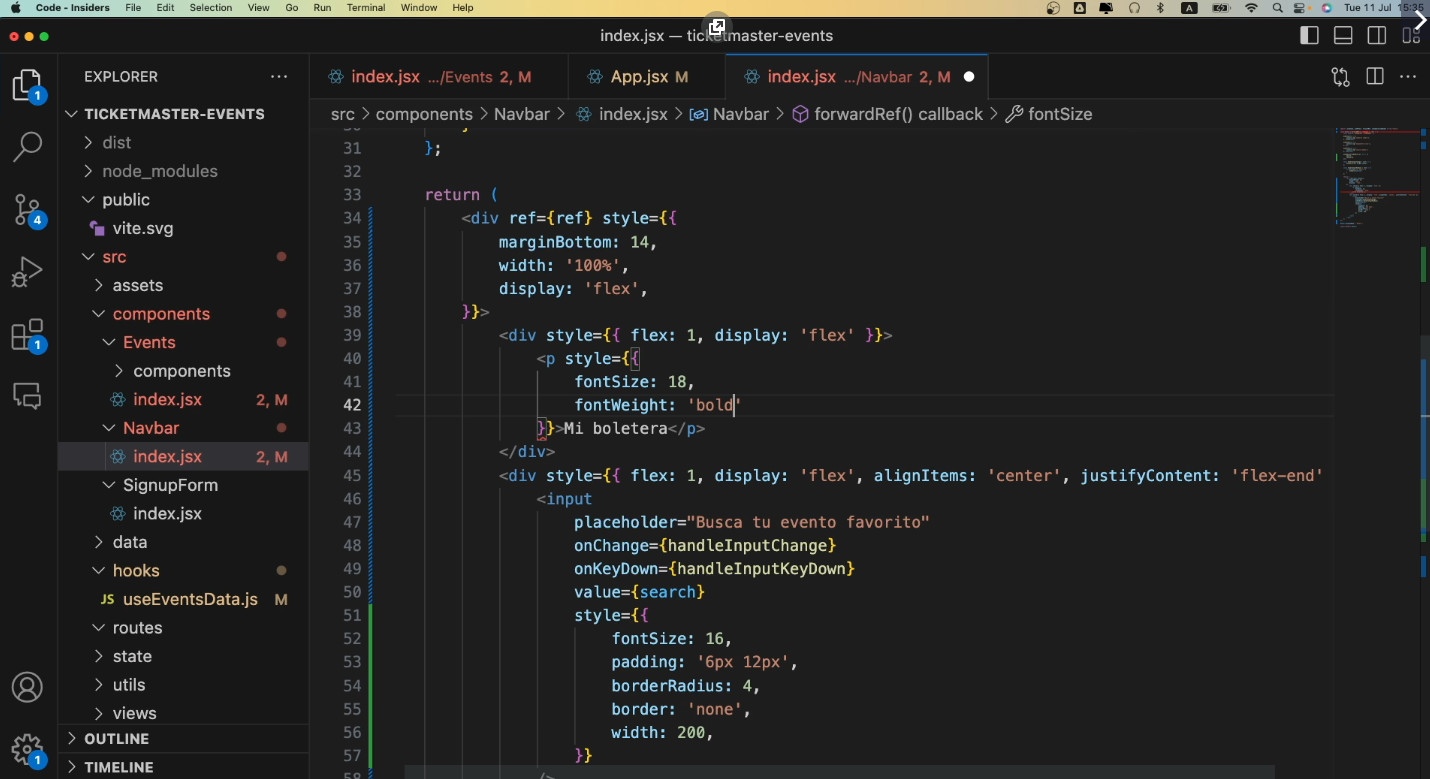 Code - Insiders File Edit Selection View Go Run Terminal Window Help A Tue 11 Jul 15:35
index.jsx — ticketmaster-events
EXPLORER
index.jsx .../Events 2, M App.jsx M index.jsx .../Navbar 2, M
src > components > Navbar > index.jsx > Navbar > forwardRef() callback > fontSize
1
4
1
1
TICKETMASTER-EVENTS
dist
node_modules
public
vite.svg
src
assets
components
Events
components
index.jsx 2, M
Navbar
index.jsx 2, M
SignupForm
index.jsx
data
hooks
JS useEventsData.js M
routes
state
utils
views
OUTLINE
TIMELINE
30 }
31 };
32
33 return (
34 <div ref={ref} style={{
35 marginBottom: 14,
36 width: '100%',
37 display: 'flex',
38 }}>
39 <div style={{ flex: 1, display: 'flex' }}>
40 <p style={{
41 fontSize: 18,
42 fontWeight: 'bold'
43 }}>Mi boletera</p>
44 </div>
45 <div style={{ flex: 1, display: 'flex', alignItems: 'center', justifyContent: 'flex-end'
46 <input
47 placeholder="Busca tu evento favorito"
48 onChange={handleInputChange}
49 onKeyDown={handleInputKeyDown}
50 value={search}
51 style={{
52 fontSize: 16,
53 padding: '6px 12px',
54 borderRadius: 4,
55 border: 'none',
56 width: 200,
57 }}
58 />